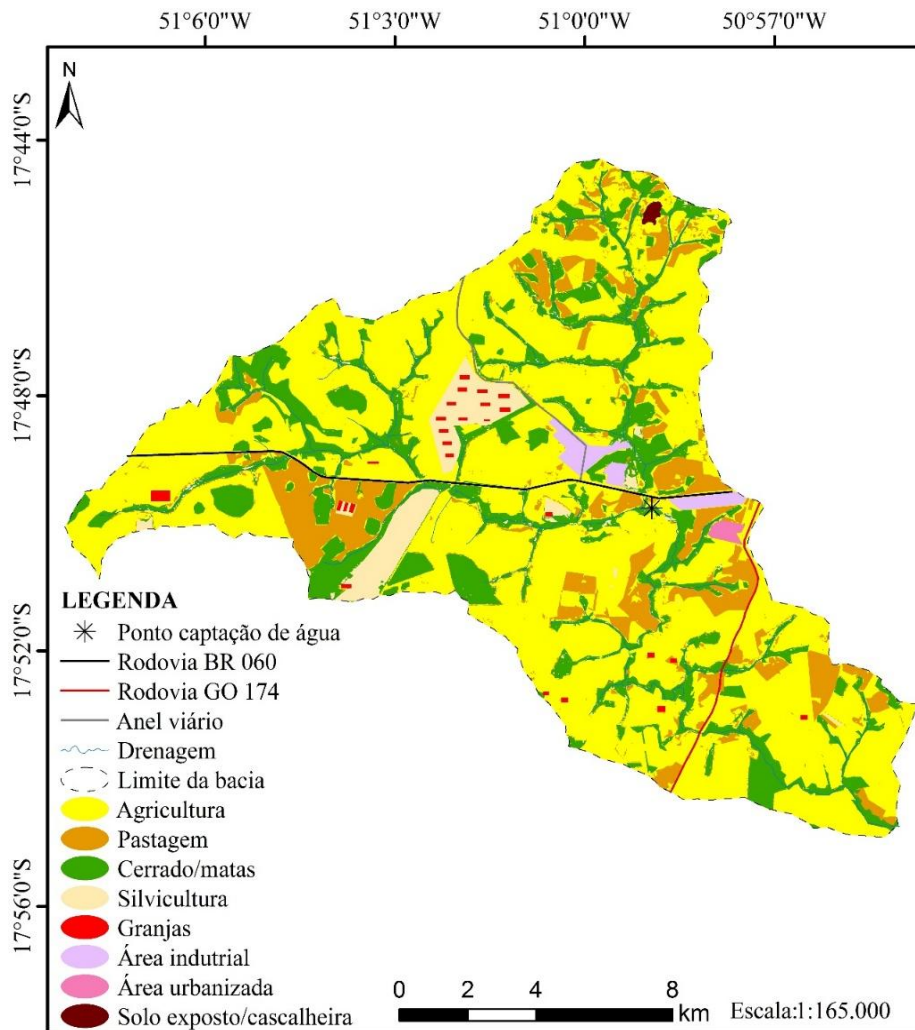 51°6'0"W
51°3'0"W
51°0'0"W
50°57'0"W
N
17°44'0"S
17°48'0"S
17°52'0"S
17°56'0"S
LEGENDA
Ponto captação de água
Rodovia BR 060
Rodovia GO 174
Anel viário
Drenagem
Limite da bacia
Agricultura
Pastagem
Cerrado/matas
Silvicultura
Granjas
Área indutrial
Área urbanizada
Solo exposto/cascalheira
0 2 4 8
km
Escala:1:165.000